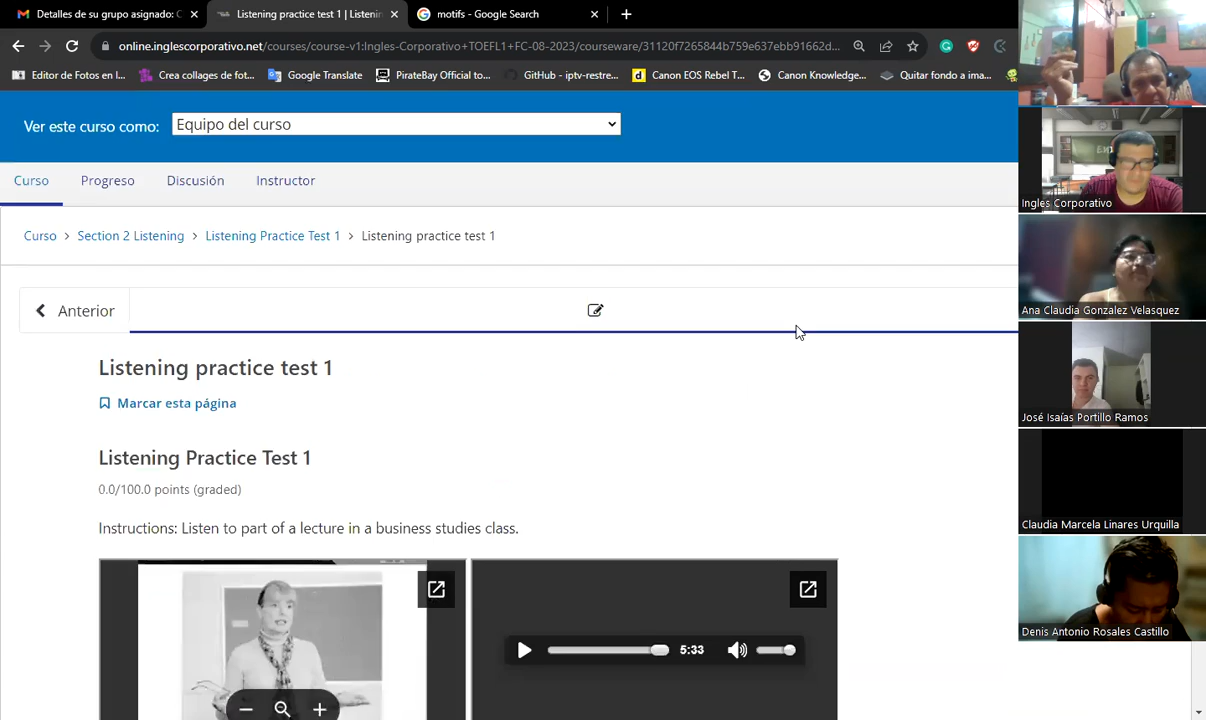 Detalles de su grupo asignado: C
Listening practice test 1 | Listenin
motifs - Google Search
online.inglescorporativo.net/courses/course-v1:Ingles-Corporativo+TOEFL1+FC-08-2023/courseware/31120f7265844b759e637ebb91662d...
Editor de Fotos en l...
Crea collages de fot...
Google Translate
PirateBay Official to...
GitHub - iptv-restre...
Canon EOS Rebel T...
Canon Knowledge...
Quitar fondo a ima...
Ver este curso como:
Equipo del curso
Curso
Progreso
Discusión
Instructor
Curso > Section 2 Listening > Listening Practice Test 1 > Listening practice test 1
Anterior
Listening practice test 1
Marcar esta página
Listening Practice Test 1
0.0/100.0 points (graded)
Instructions: Listen to part of a lecture in a business studies class.
5:33
Ingles Corporativo
Ana Claudia Gonzalez Velasquez
José Isaías Portillo Ramos
Claudia Marcela Linares Urquilla
Denis Antonio Rosales Castillo